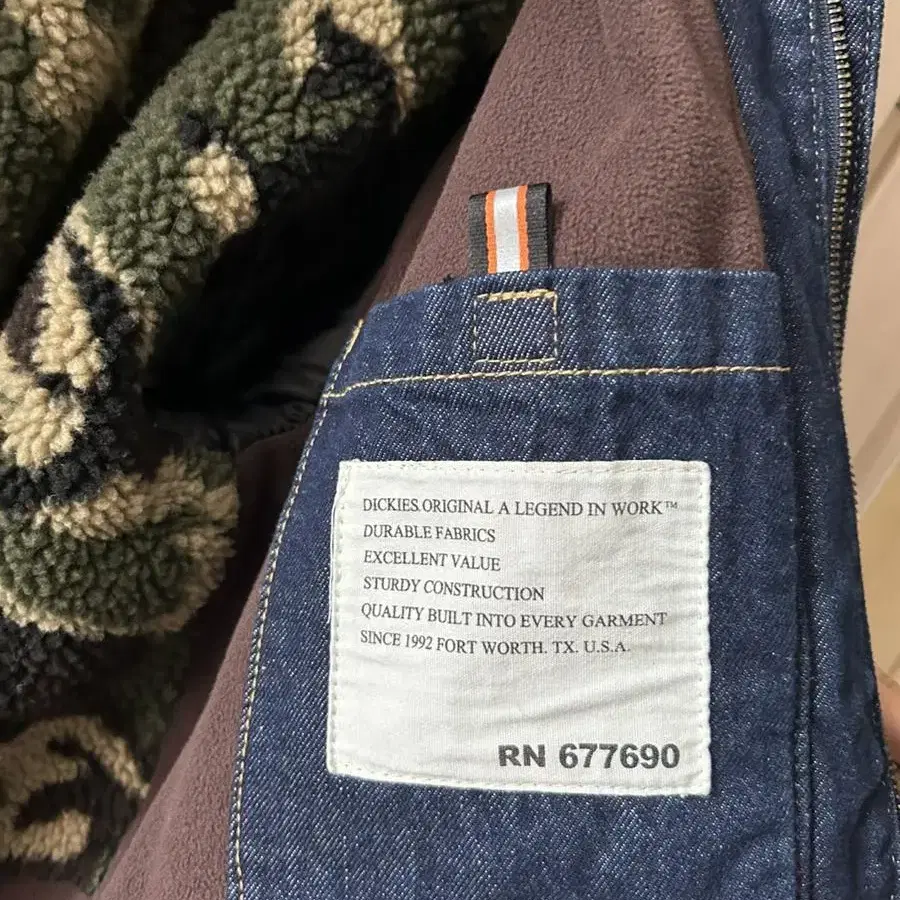 DICKIES.ORIGINAL A LEGEND IN WORK™
DURABLE FABRICS
EXCELLENT VALUE
STURDY CONSTRUCTION
QUALITY BUILT INTO EVERY GARMENT
SINCE 1992 FORT WORTH. TX. U.S.A.
RN 677690